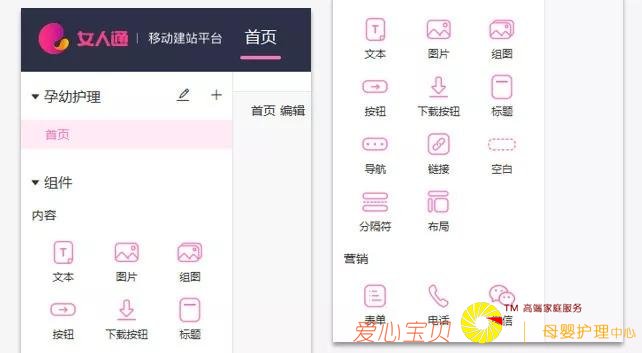 女人通 | 移动建站平台 首页
孕幼护理
首页
首页 编辑
组件
内容
文本 图片 组图
按钮 下载按钮 标题
文本 图片 组图
按钮 下载按钮 标题
导航 链接 空白
分隔符 布局
营销
表单 电话 微信
爱心宝贝 TM 高端家庭服务
母婴护理中心